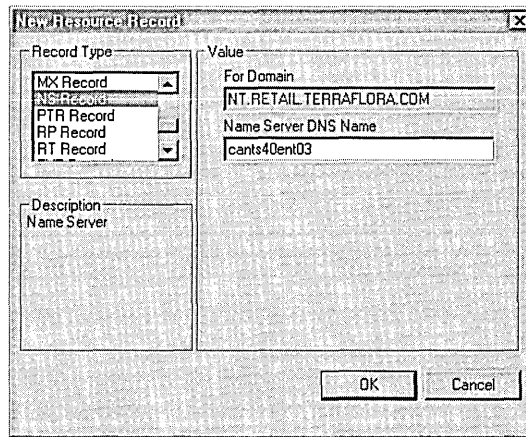 New Resource Record
Record Type
MX Record
NS Record
PTR Record
RP Record
RT Record
Description
Name Server
Value
For Domain
NT.RETAIL.TERRAFLORA.COM
Name Server DNS Name
cants40ent03
OK
Cancel